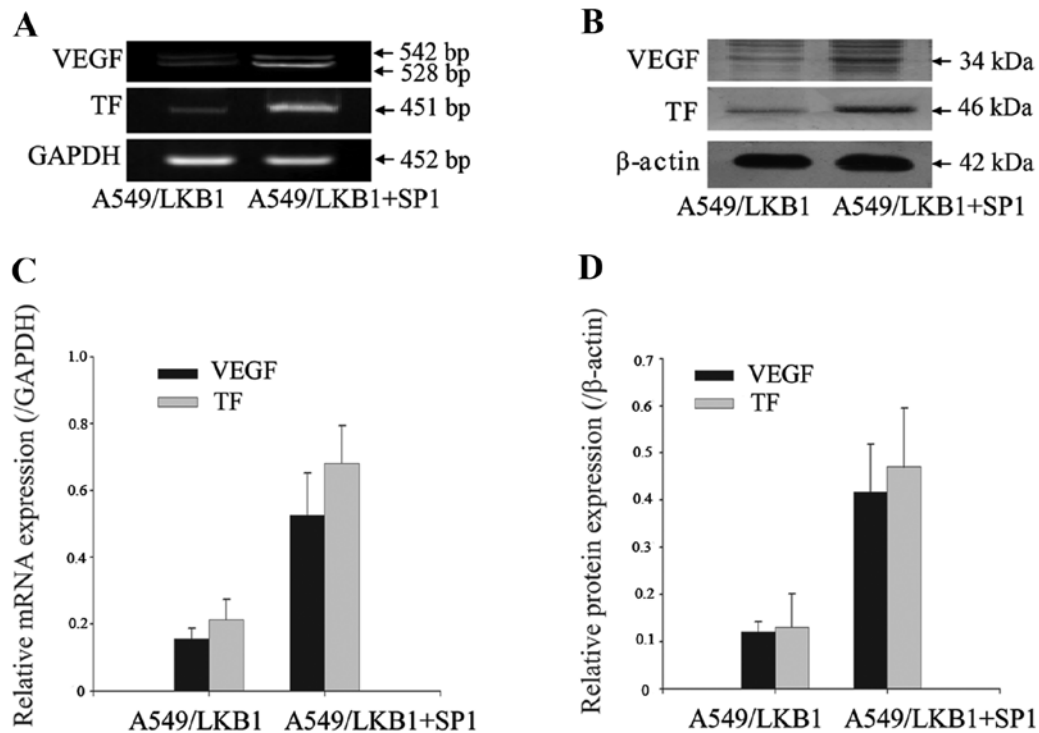 A
VEGF
542 bp
528 bp
TF
451 bp
GAPDH
452 bp
A549/LKB1 A549/LKB1+SP1
B
VEGF
34 kDa
TF
46 kDa
β-actin
42 kDa
A549/LKB1 A549/LKB1+SP1
C
Relative mRNA expression (/GAPDH)
1.0
0.8
0.6
0.4
0.2
0
VEGF
TF
A549/LKB1 A549/LKB1+SP1
D
Relative protein expression (/β-actin)
0.7
0.6
0.5
0.4
0.3
0.2
0.1
0
VEGF
TF
A549/LKB1 A549/LKB1+SP1